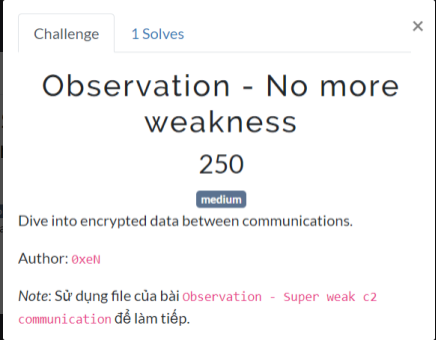 Challenge
1 Solves
×
Observation - No more
weakness
250
medium
Dive into encrypted data between communications.
Author: 0xeN
Note: Sử dụng file của bài Observation - Super weak c2
communication để làm tiếp.